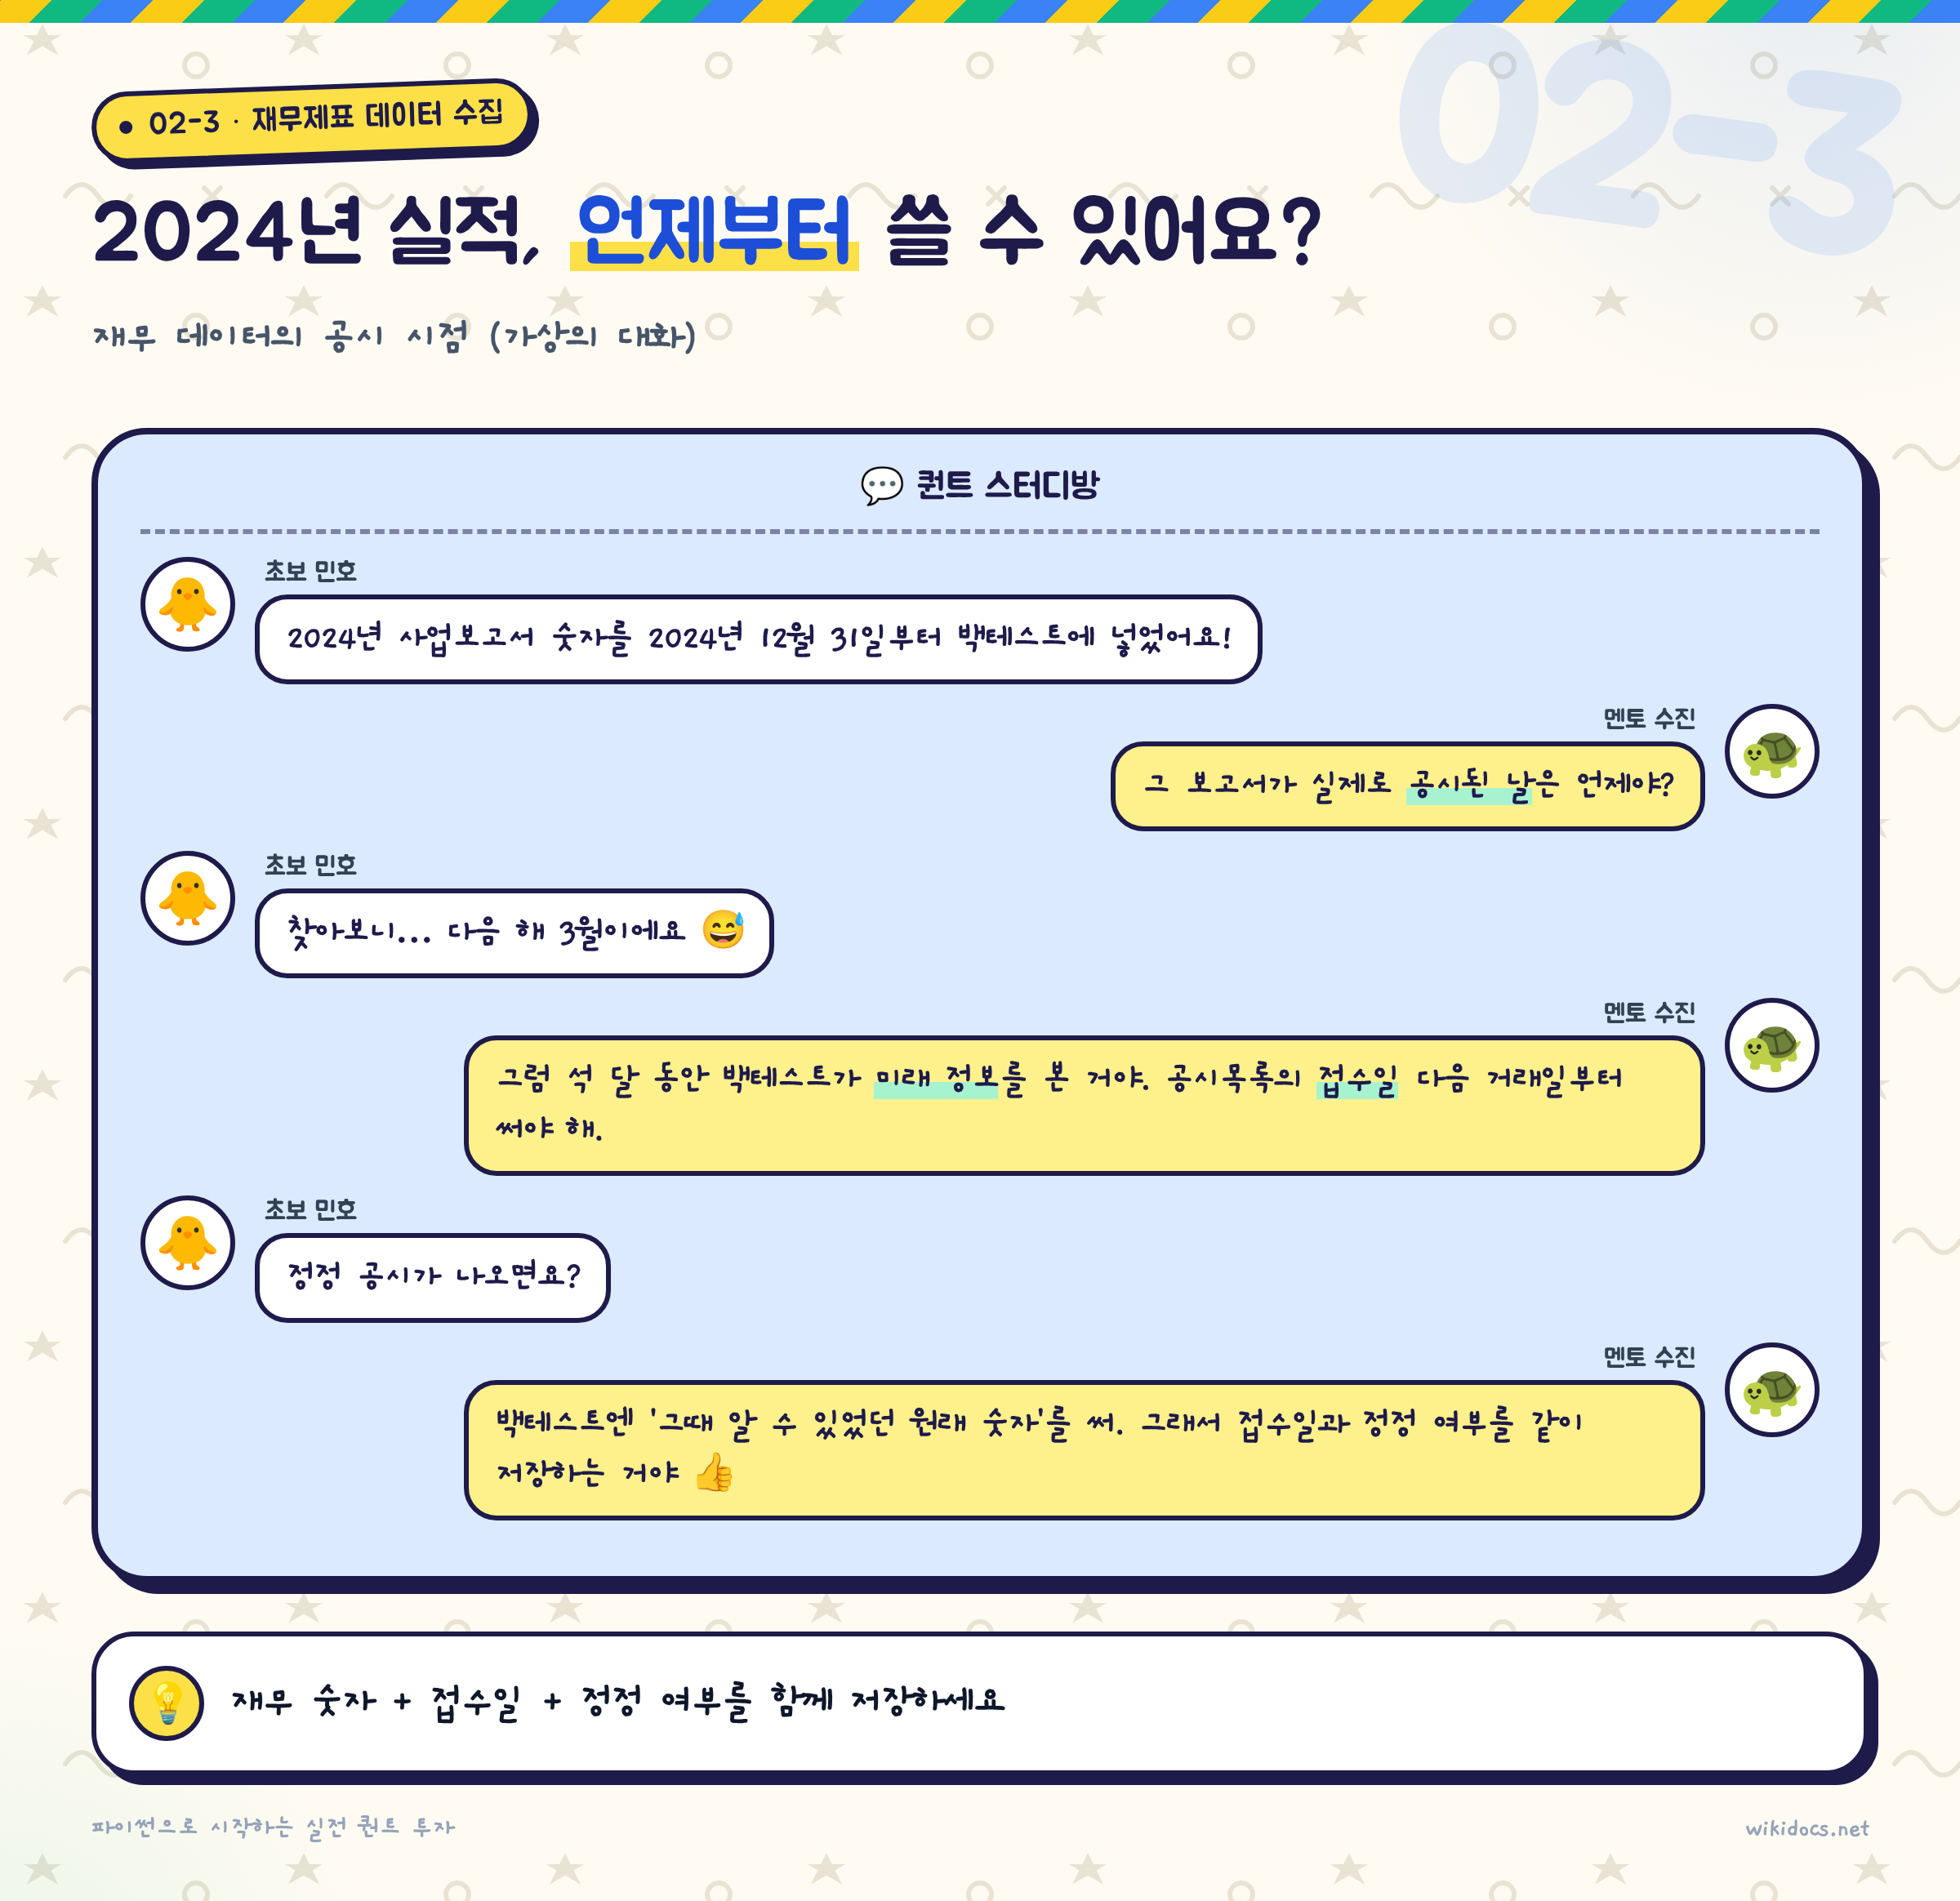 02-3
02-3 · 재무제표 데이터 수집
2024년 실적, 언제부터 쓸 수 있어요?
재무 데이터의 공시 시점 (가상의 대화)
💬 퀀트 스터디방
초보 민호
2024년 사업보고서 숫자를 2024년 12월 31일부터 백테스트에 넣었어요!
멘토 수진
그 보고서가 실제로 공시된 날은 언제야?
초보 민호
찾아보니... 다음 해 3월이에요 😅
멘토 수진
그럼 석 달 동안 백테스트가 미래 정보를 본 거야. 공시목록의 접수일 다음 거래일부터
써야 해.
초보 민호
정정 공시가 나오면요?
멘토 수진
백테스트엔 '그때 알 수 있었던 원래 숫자'를 써. 그래서 접수일과 정정 여부를 같이
저장하는 거야 👍
재무 숫자 + 접수일 + 정정 여부를 함께 저장하세요
파이썬으로 시작하는 실전 퀀트 투자
wikidocs.net